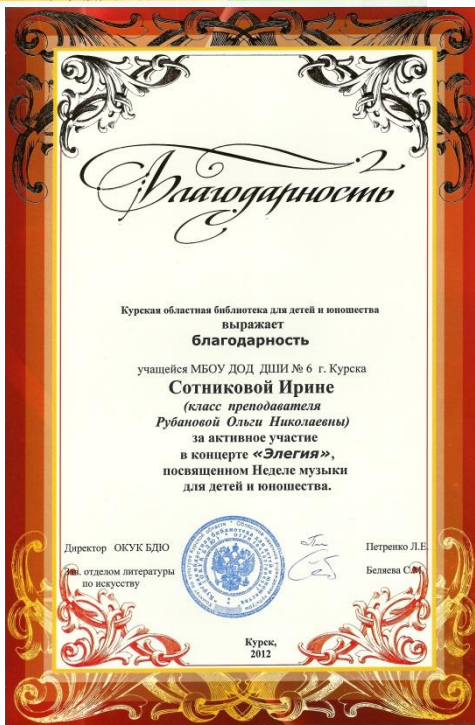 Благодарность
Курская областная библиотека для детей и юношества
выражает
благодарность
учащейся МБОУ ДОД ДШИ № 6 г. Курска
Сотниковой Ирине
(класс преподавателя
Рубановой Ольги Николаевны)
за активное участие
в концерте «Элегия»,
посвященном Неделе музыки
для детей и юношества.
Директор ОКУК БДЮ
Петренко Л.Е.
Зав. отделом литературы
по искусству
Беляева С.М.
Курск,
2012